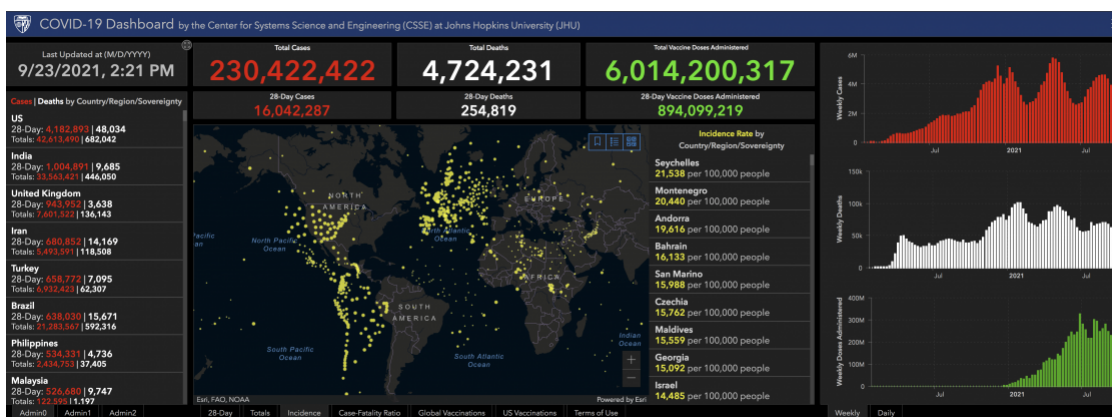 COVID-19 Dashboard by the Center for Systems Science and Engineering (CSSE) at Johns Hopkins University (JHU)
Last Updated at (M/D/YYYY)
9/23/2021, 2:21 PM
Cases | Deaths by Country/Region/Sovereignty
US
28-Day: 4,182,893 | 48,034
Totals: 42,613,490 | 682,042
India
28-Day: 1,004,891 | 9,685
Totals: 33,563,421 | 446,050
United Kingdom
28-Day: 943,952 | 3,638
Totals: 7,601,522 | 136,143
Iran
28-Day: 680,852 | 14,169
Totals: 5,493,591 | 118,508
Turkey
28-Day: 658,772 | 7,095
Totals: 6,932,423 | 62,307
Brazil
28-Day: 638,030 | 15,671
Totals: 21,283,567 | 592,316
Philippines
28-Day: 534,331 | 4,736
Totals: 2,434,753 | 37,405
Malaysia
28-Day: 526,680 | 9,747
Totals: 122,595 | 1,197
Admin0 Admin1 Admin2
Total Cases
230,422,422
Total Deaths
4,724,231
Total Vaccine Doses Administered
6,014,200,317
28-Day Cases
16,042,287
28-Day Deaths
254,819
28-Day Vaccine Doses Administered
894,099,219
NORTH
AMERICA
EUROPE
North Pacific
Ocean
Atlantic
Ocean
AFRICA
SOUTH
AMERICA
Indian
Ocean
South Pacific
Ocean
South Atlantic
Ocean
+
−
Esri, FAO, NOAA
Powered by Esri
Incidence Rate by
Country/Region/Sovereignty
Seychelles
21,538 per 100,000 people
Montenegro
20,440 per 100,000 people
Andorra
19,616 per 100,000 people
Bahrain
16,133 per 100,000 people
San Marino
15,988 per 100,000 people
Czechia
15,762 per 100,000 people
Maldives
15,559 per 100,000 people
Georgia
15,092 per 100,000 people
Israel
14,485 per 100,000 people
28-Day Totals Incidence Case-Fatality Ratio Global Vaccinations US Vaccinations Terms of Use
Weekly Cases
6M
4M
2M
0
Jul 2021 Jul
Weekly Deaths
150k
100k
50k
0
Jul 2021 Jul
Weekly Doses Administered
400M
300M
200M
100M
0
Jul 2021 Jul
Weekly Daily